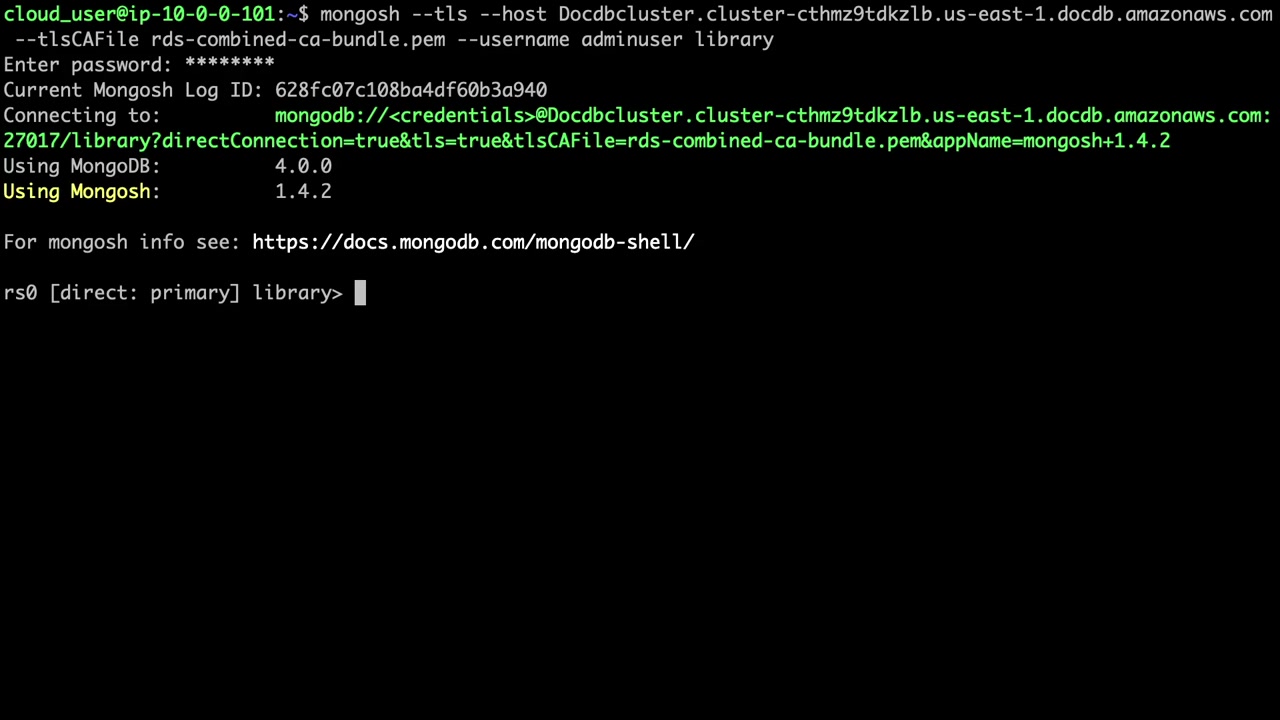 cloud_user@ip-10-0-0-101:~$ mongosh --tls --host Docdbcluster.cluster-cthmz9tdkzlb.us-east-1.docdb.amazonaws.com
 --tlsCAFile rds-combined-ca-bundle.pem --username adminuser library
Enter password: ********
Current Mongosh Log ID: 628fc07c108ba4df60b3a940
Connecting to:          mongodb://<credentials>@Docdbcluster.cluster-cthmz9tdkzlb.us-east-1.docdb.amazonaws.com:
27017/library?directConnection=true&tls=true&tlsCAFile=rds-combined-ca-bundle.pem&appName=mongosh+1.4.2
Using MongoDB:          4.0.0
Using Mongosh:          1.4.2
For mongosh info see: https://docs.mongodb.com/mongodb-shell/
rs0 [direct: primary] library>